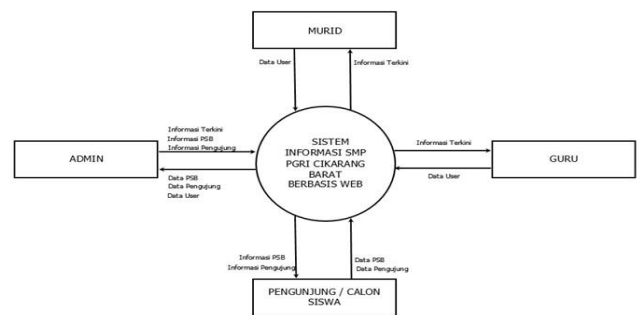 MURID
Data User
Informasi Terkini
Informasi Terkini
Informasi PSB
Informasi Pengujung
ADMIN
Data PSB
Data Pengujung
Data User
SISTEM
INFORMASI SMP
PGRI CIKARANG
BARAT
BERBASIS WEB
Informasi Terkini
GURU
Data User
Informasi PSB
Informasi Pengujung
Data PSB
Data Pengujung
PENGUNJUNG / CALON
SISWA